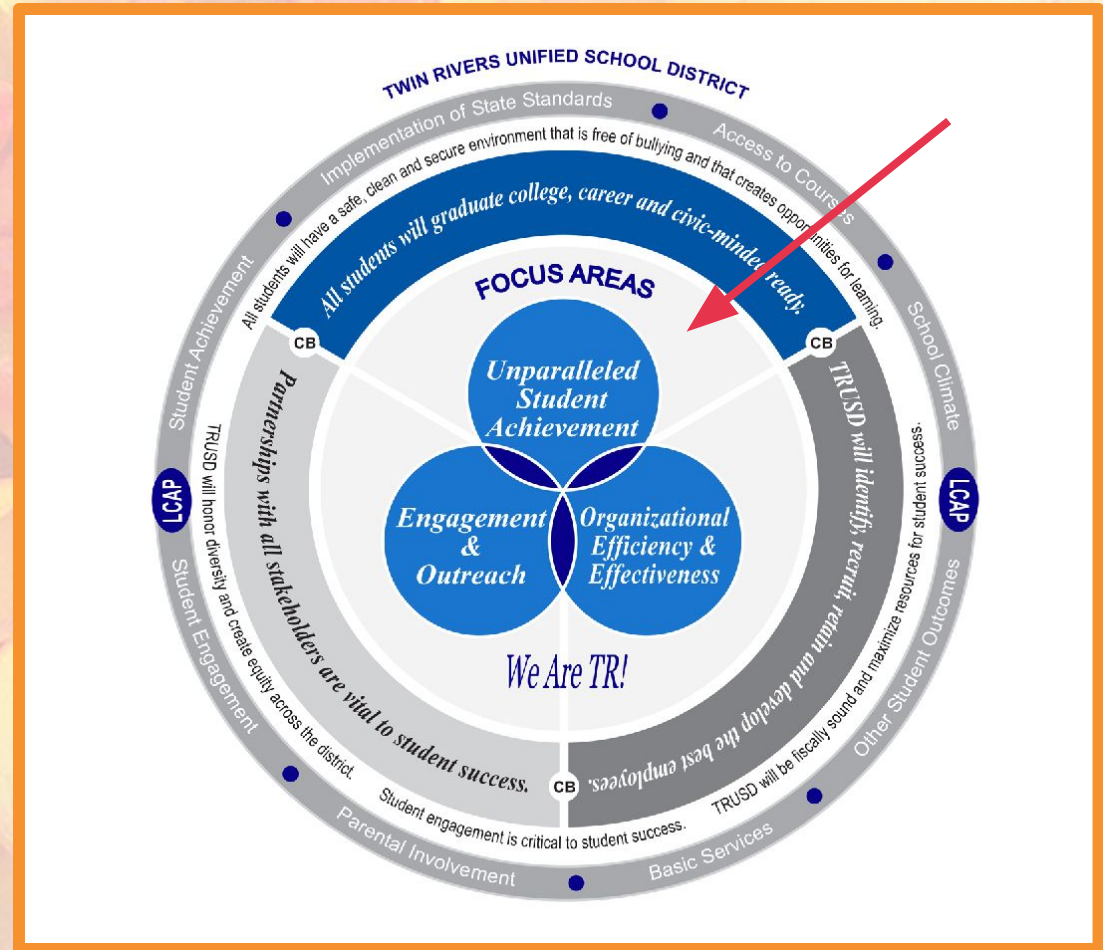 TWIN RIVERS UNIFIED SCHOOL DISTRICT
Student Achievement
Implementation of State Standards
Access to Courses
School Climate
LCAP
Other Student Outcomes
Basic Services
Parental Involvement
Student Engagement
LCAP
All students will have a safe, clean and secure environment that is free of bullying and that creates opportunities for learning.
TRUSD will be fiscally sound and maximize resources for student success.
Student engagement is critical to student success.
TRUSD will honor diversity and create equity across the district.
All students will graduate college, career and civic-minded ready.
CB
TRUSD will identify, recruit, retain and develop the best employees.
CB
Partnerships with all stakeholders are vital to student success.
CB
FOCUS AREAS
Unparalleled
Student
Achievement
Engagement
&
Outreach
Organizational
Efficiency &
Effectiveness
We Are TR!